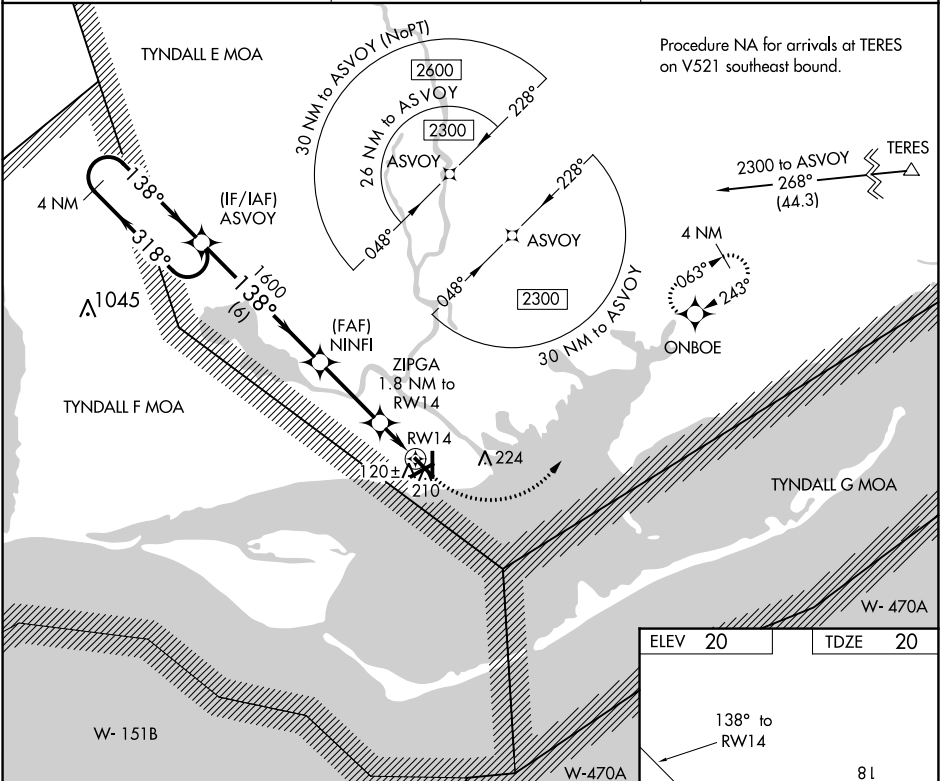 TYNDALL E MOA
30 NM to ASVOY (NoPT)
2600
26 NM to ASVOY
2300
ASVOY
228°
048°
Procedure NA for arrivals at TERES
on V521 southeast bound.
TERES
2300 to ASVOY
268°
(44.3)
228°
ASVOY
048°
2300
30 NM to ASVOY
4 NM
063°
243°
ONBOE
138°
4 NM
318°
(IF/IAF)
ASVOY
1600
138°
(6)
1045
(FAF)
NINFI
ZIPGA
1.8 NM to
RW14
TYNDALL F MOA
RW14
120±
210
224
TYNDALL G MOA
W-470A
W-151B
W-470A
ELEV 20
TDZE 20
138° to
RW14
18